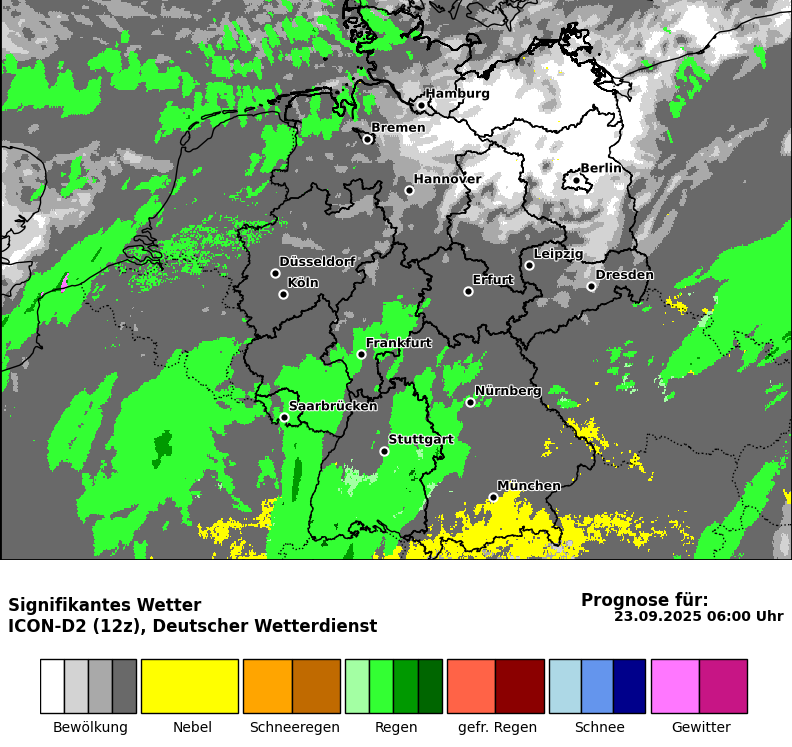 Hamburg
Bremen
Berlin
Hannover
Leipzig
Düsseldorf
Dresden
Köln
Erfurt
Frankfurt
Nürnberg
Saarbrücken
Stuttgart
München
Signifikantes Wetter
ICON-D2 (12z), Deutscher Wetterdienst
Prognose für:
23.09.2025 06:00 Uhr
Bewölkung Nebel Schneeregen Regen gefr. Regen Schnee Gewitter